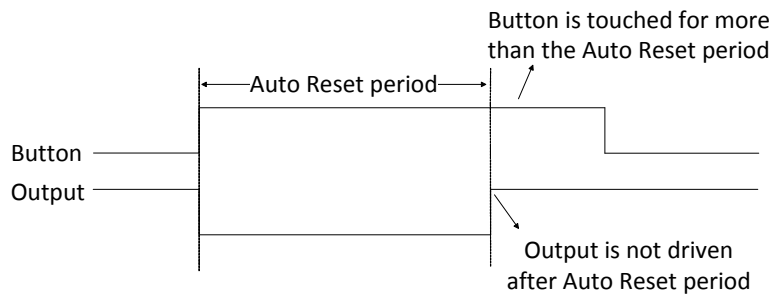 Button is touched for more
than the Auto Reset period
Auto Reset period
Button
Output
Output is not driven
after Auto Reset period